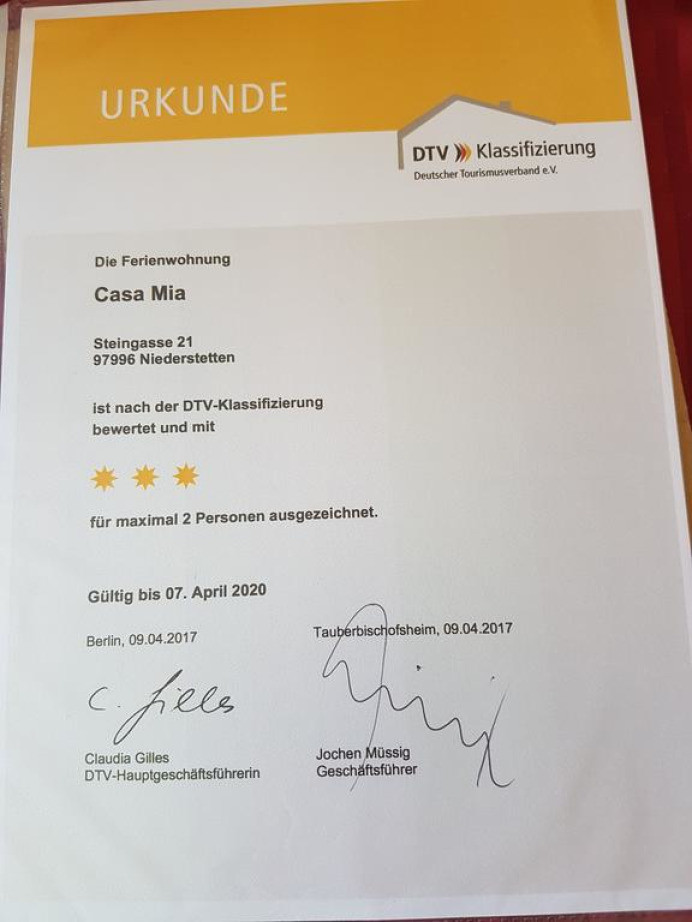 URKUNDE
DTV Klassifizierung
Deutscher Tourismusverband e.V.
Die Ferienwohnung
Casa Mia
Steingasse 21
97996 Niederstetten
ist nach der DTV-Klassifizierung
bewertet und mit
für maximal 2 Personen ausgezeichnet.
Gültig bis 07. April 2020
Berlin, 09.04.2017
Tauberbischofsheim, 09.04.2017
C. Gilles
Claudia Gilles
DTV-Hauptgeschäftsführerin
Jochen Müssig
Geschäftsführer